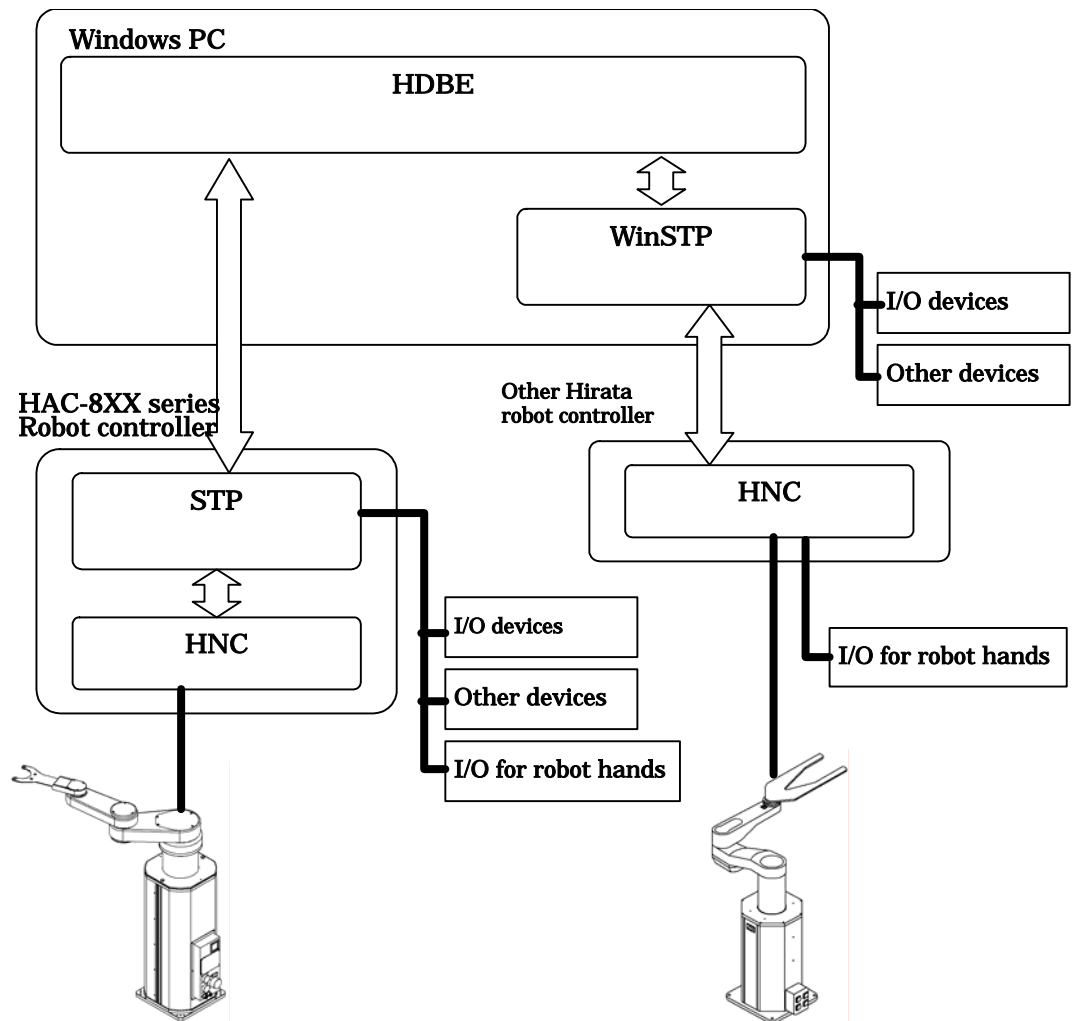 Windows PC
HDBE
WinSTP
I/O devices
Other devices
HAC-8XX series
Robot controller
Other Hirata
robot controller
STP
HNC
HNC
I/O devices
Other devices
I/O for robot hands
I/O for robot hands